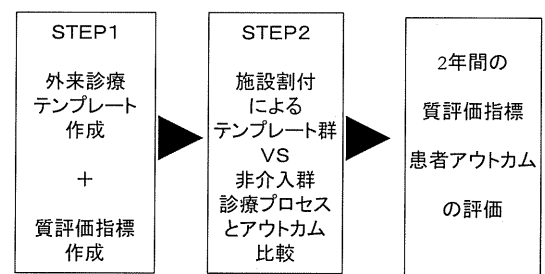 STEP1
外来診療
テンプレート
作成
+
質評価指標
作成
STEP2
施設割付
による
テンプレート群
VS
非介入群
診療プロセス
とアウトカム
比較
2年間の
質評価指標
患者アウトカム
の評価